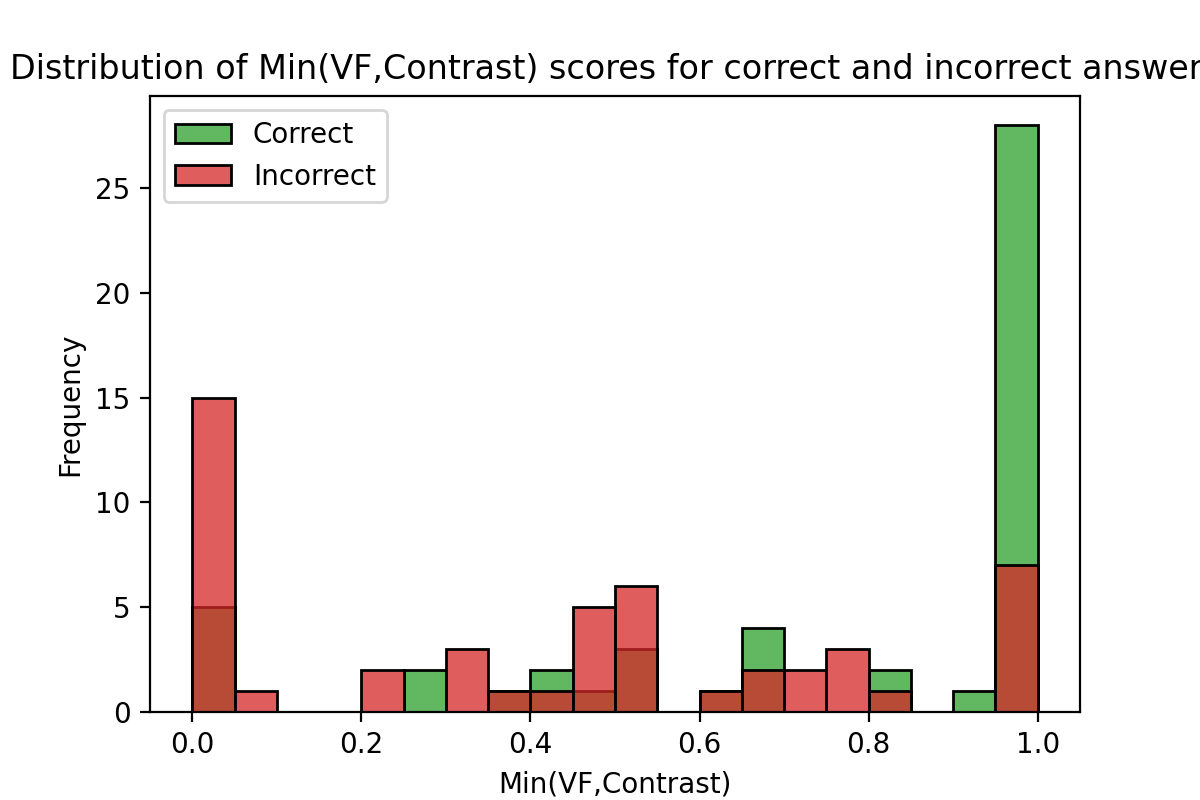 Distribution of Min(VF,Contrast) scores for correct and incorrect answer
Correct
Incorrect
25
20
15
10
5
0
Frequency
0.0 0.2 0.4 0.6 0.8 1.0
Min(VF,Contrast)